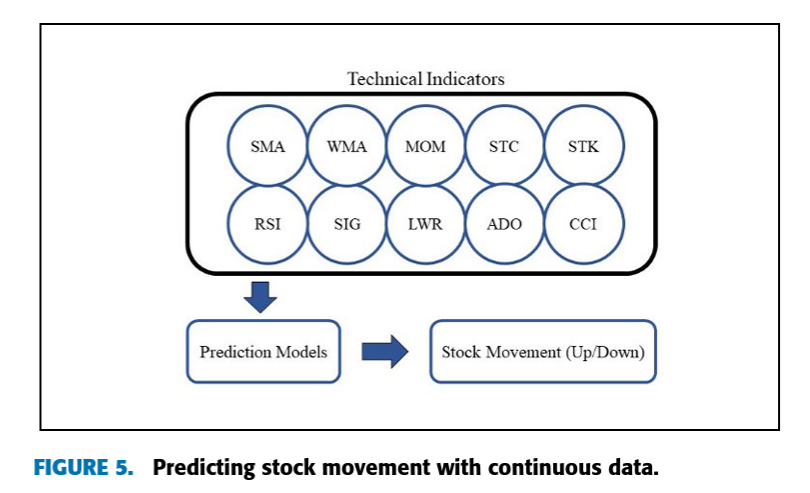 Technical Indicators
SMA WMA MOM STC STK
RSI SIG LWR ADO CCI
Prediction Models
Stock Movement (Up/Down)
FIGURE 5. Predicting stock movement with continuous data.